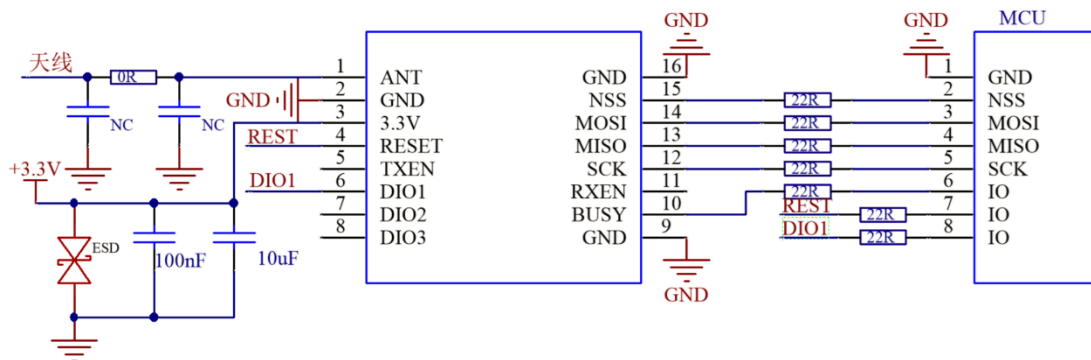 MCU
GND
GND
天线
0R
1
ANT
GND
16
1
GND
GND
2
GND
NSS
15
22R
2
NSS
NC
NC
3
3.3V
MOSI
14
22R
3
MOSI
REST
4
RESET
MISO
13
22R
4
MISO
+3.3V
5
TXEN
SCK
12
22R
5
SCK
DIO1
6
DIO1
RXEN
11
22R
6
IO
7
DIO2
BUSY
10
REST
22R
7
IO
8
DIO3
GND
9
DIO1
22R
8
IO
ESD
100nF
10uF
GND